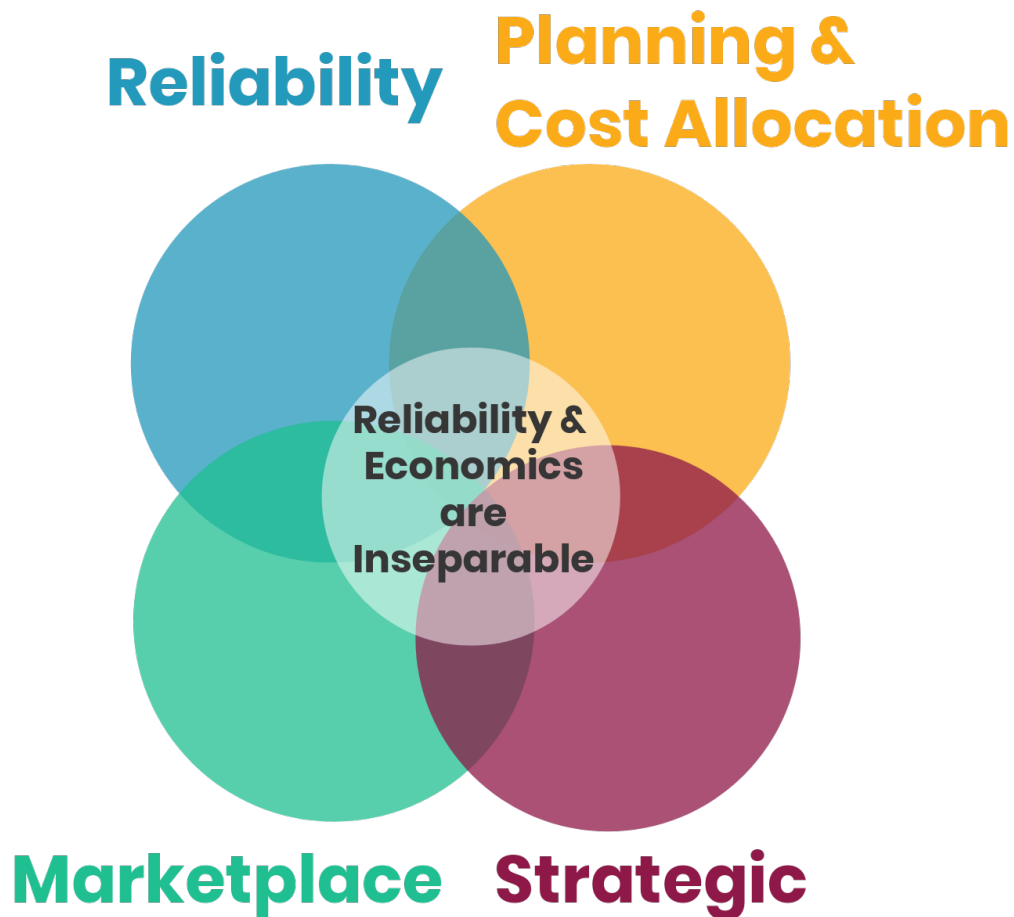 Reliability
Planning &
Cost Allocation
Reliability &
Economics
are
Inseparable
Marketplace
Strategic